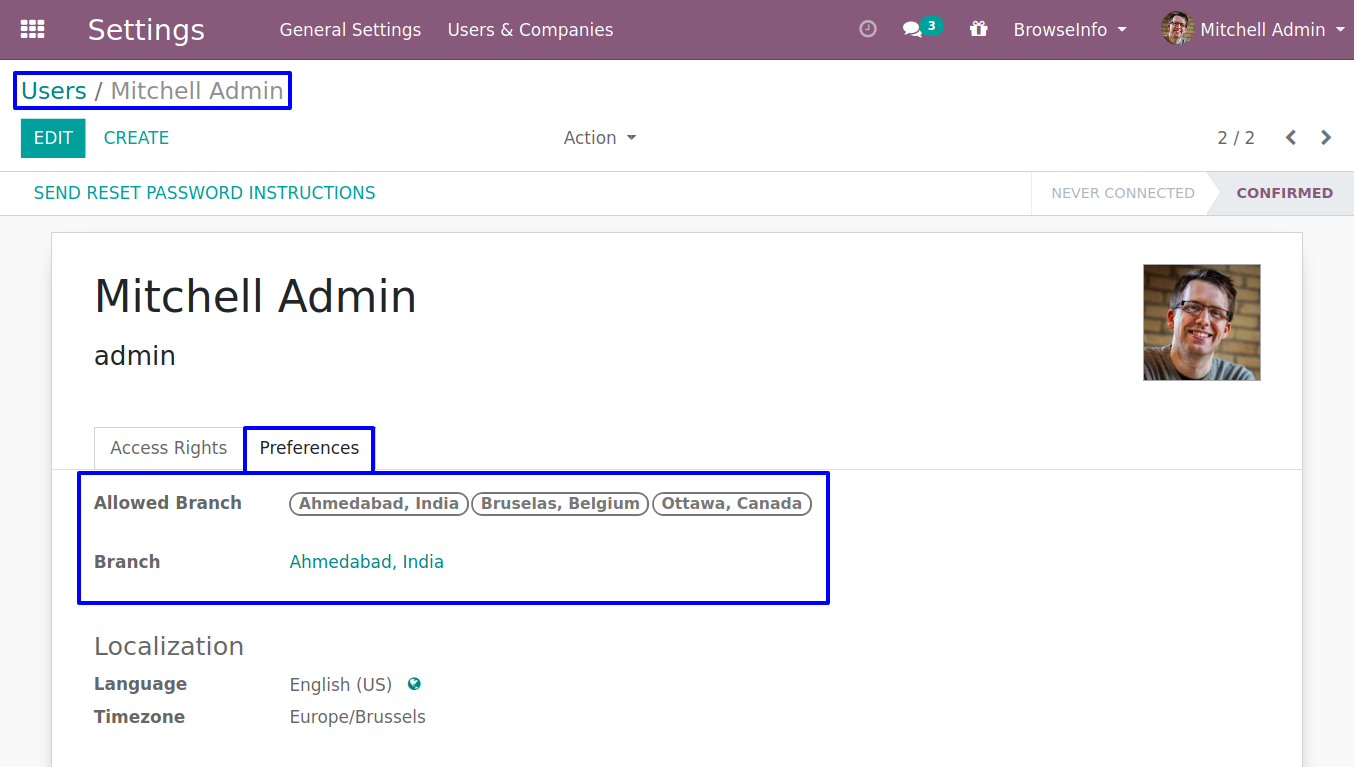 Settings General Settings Users & Companies 3 BrowseInfo Mitchell Admin
Users / Mitchell Admin
EDIT CREATE Action 2 / 2
SEND RESET PASSWORD INSTRUCTIONS NEVER CONNECTED CONFIRMED
Mitchell Admin
admin
Access Rights Preferences
Allowed Branch Ahmedabad, India Bruselas, Belgium Ottawa, Canada
Branch Ahmedabad, India
Localization
Language English (US)
Timezone Europe/Brussels